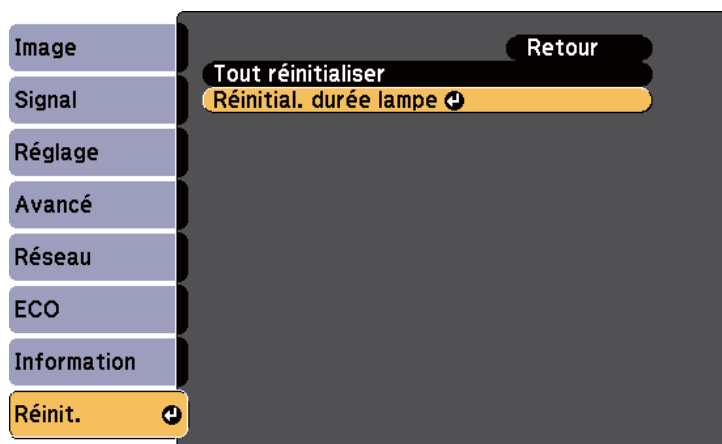 Image
Signal
Réglage
Avancé
Réseau
ECO
Information
Réinit.
Retour
Tout réinitialiser
Réinitial. durée lampe